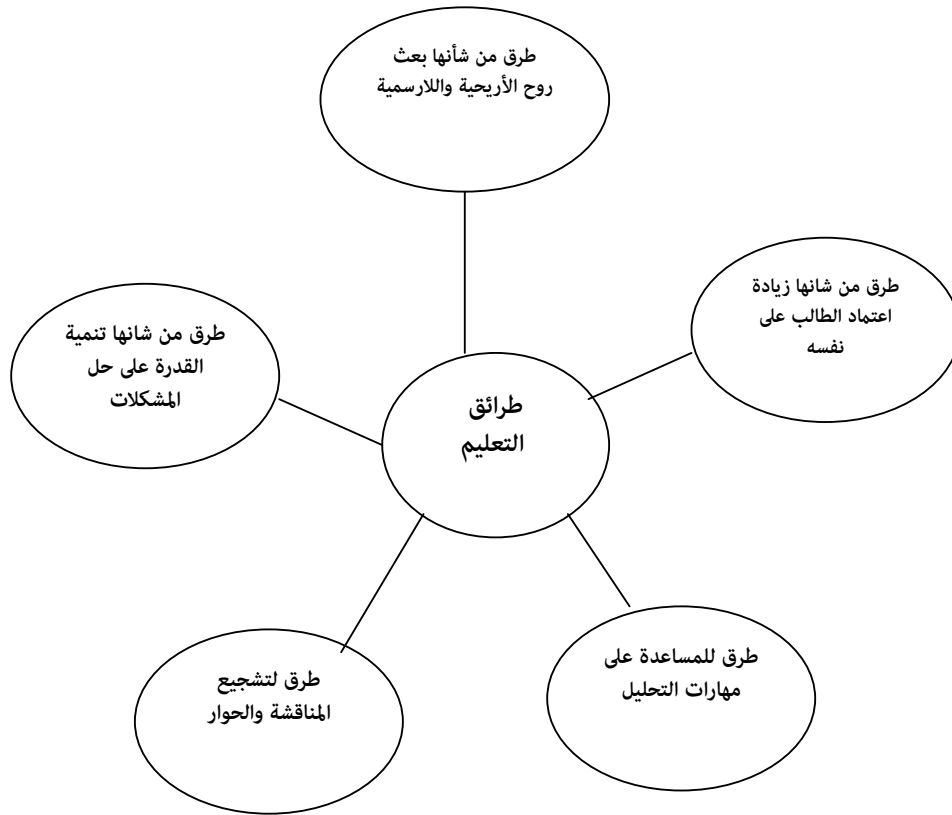 طرق من شأنها بعث
روح الأريحية واللارسمية
طرق من شانها زيادة
اعتماد الطالب على
نفسه
طرق من شانها تنمية
القدرة على حل
المشكلات
طرائق
التعليم
طرق للمساعدة على
مهارات التحليل
طرق لتشجيع
المناقشة والحوار